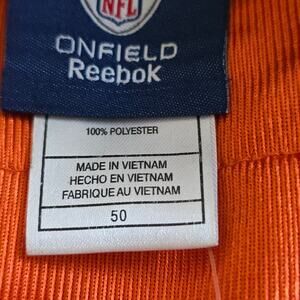 NFL
ONFIELD
Reebok
100% POLYESTER
MADE IN VIETNAM
HECHO EN VIETNAM
FABRIQUE AU VIETNAM
50